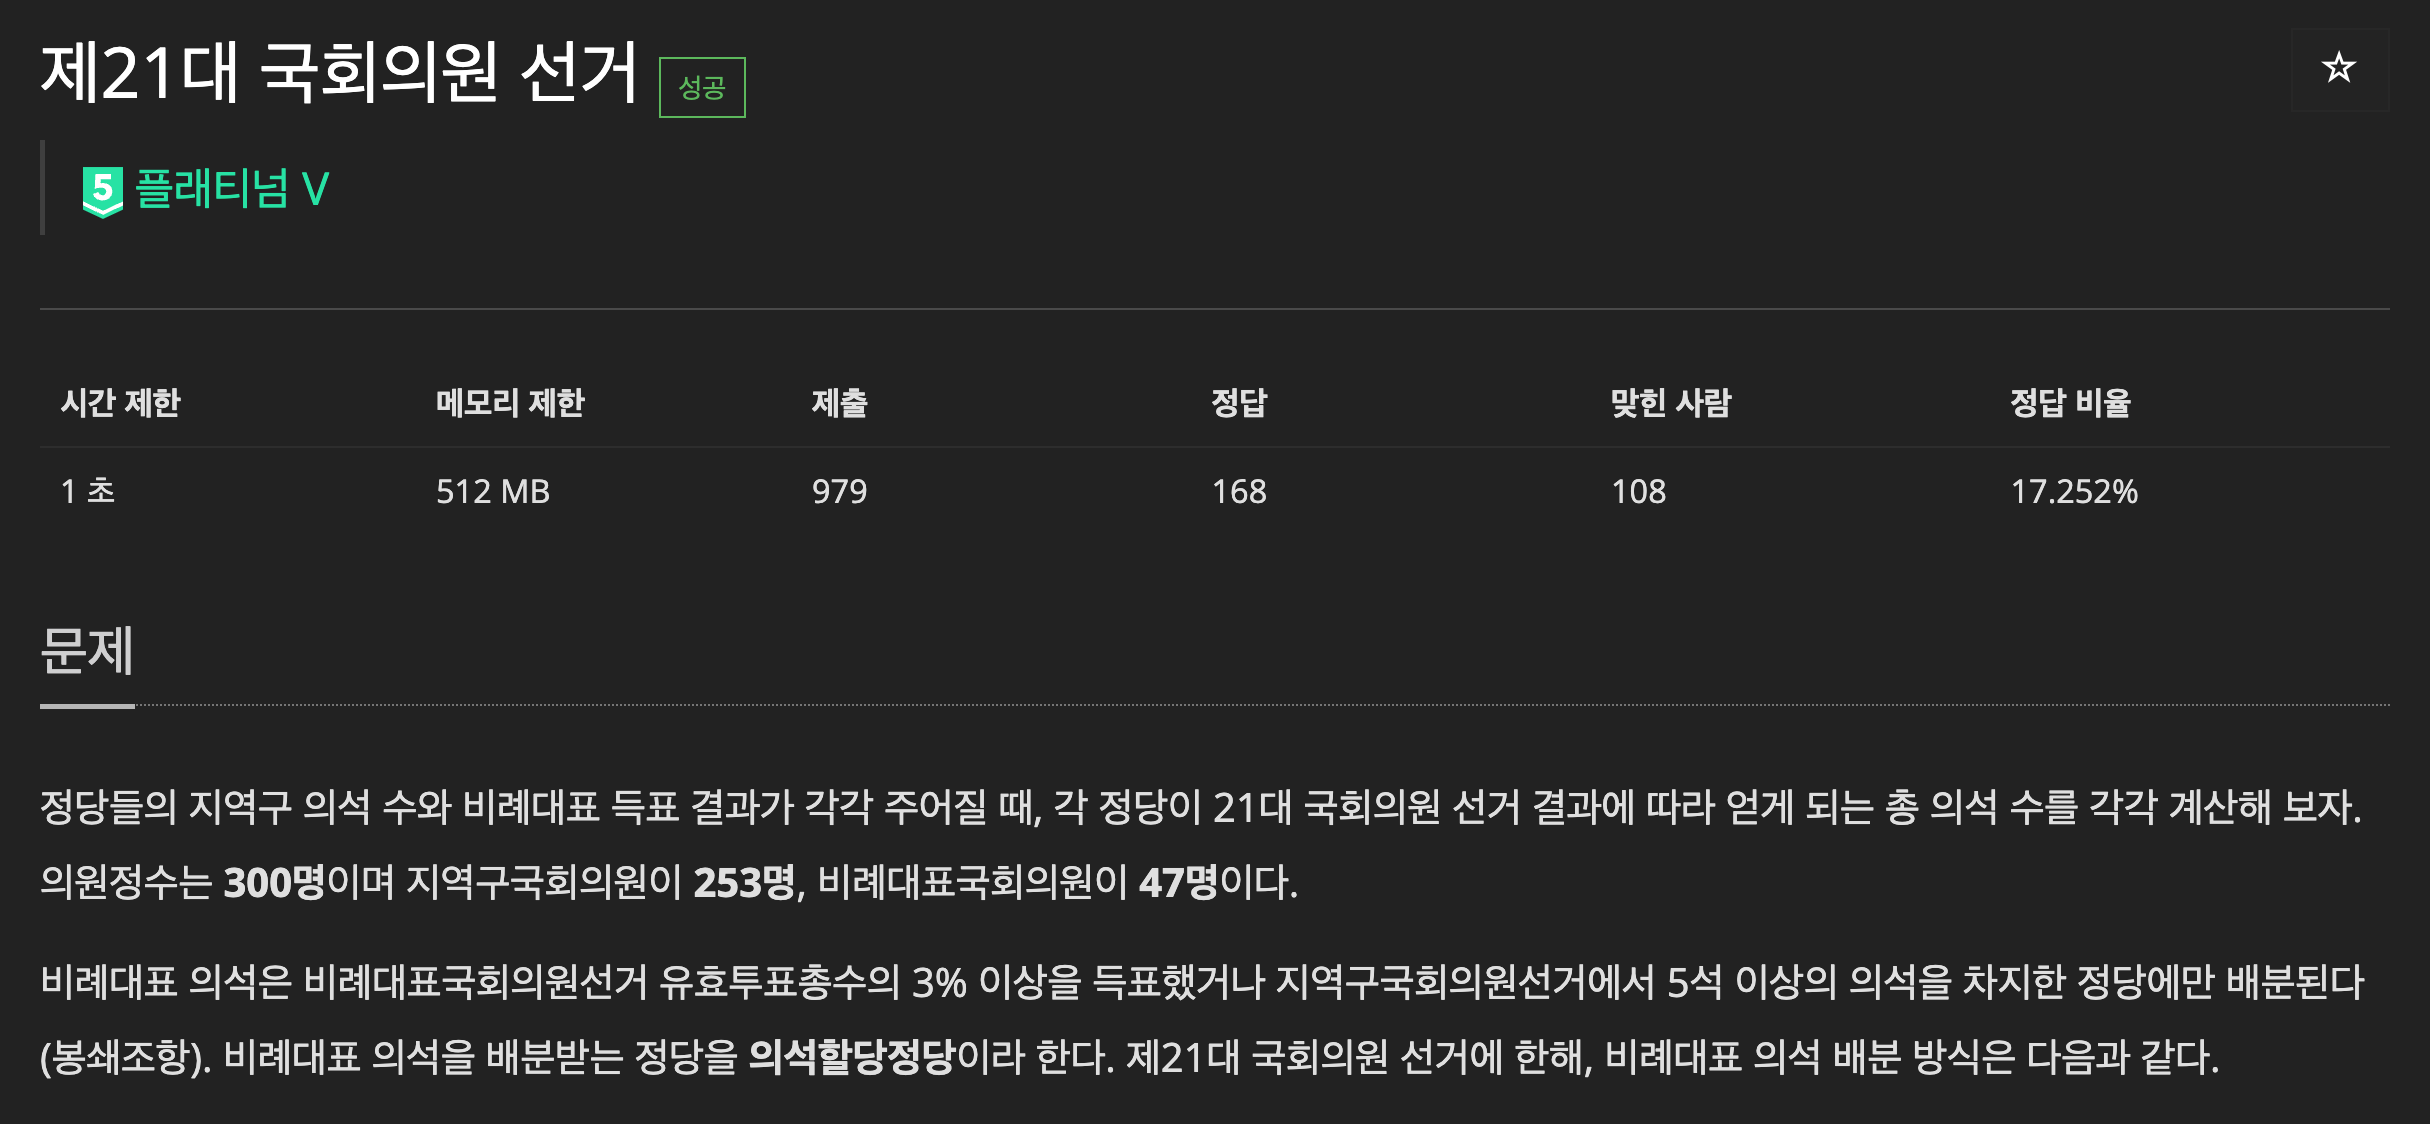 제21대 국회의원 선거 성공
5 플래티넘 V
시간 제한 메모리 제한 제출 정답 맞힌 사람 정답 비율
1 초 512 MB 979 168 108 17.252%
문제
정당들의 지역구 의석 수와 비례대표 득표 결과가 각각 주어질 때, 각 정당이 21대 국회의원 선거 결과에 따라 얻게 되는 총 의석 수를 각각 계산해 보자.
의원정수는 300명이며 지역구국회의원이 253명, 비례대표국회의원이 47명이다.
비례대표 의석은 비례대표국회의원선거 유효투표총수의 3% 이상을 득표했거나 지역구국회의원선거에서 5석 이상의 의석을 차지한 정당에만 배분된다
(봉쇄조항). 비례대표 의석을 배분받는 정당을 의석할당정당이라 한다. 제21대 국회의원 선거에 한해, 비례대표 의석 배분 방식은 다음과 같다.